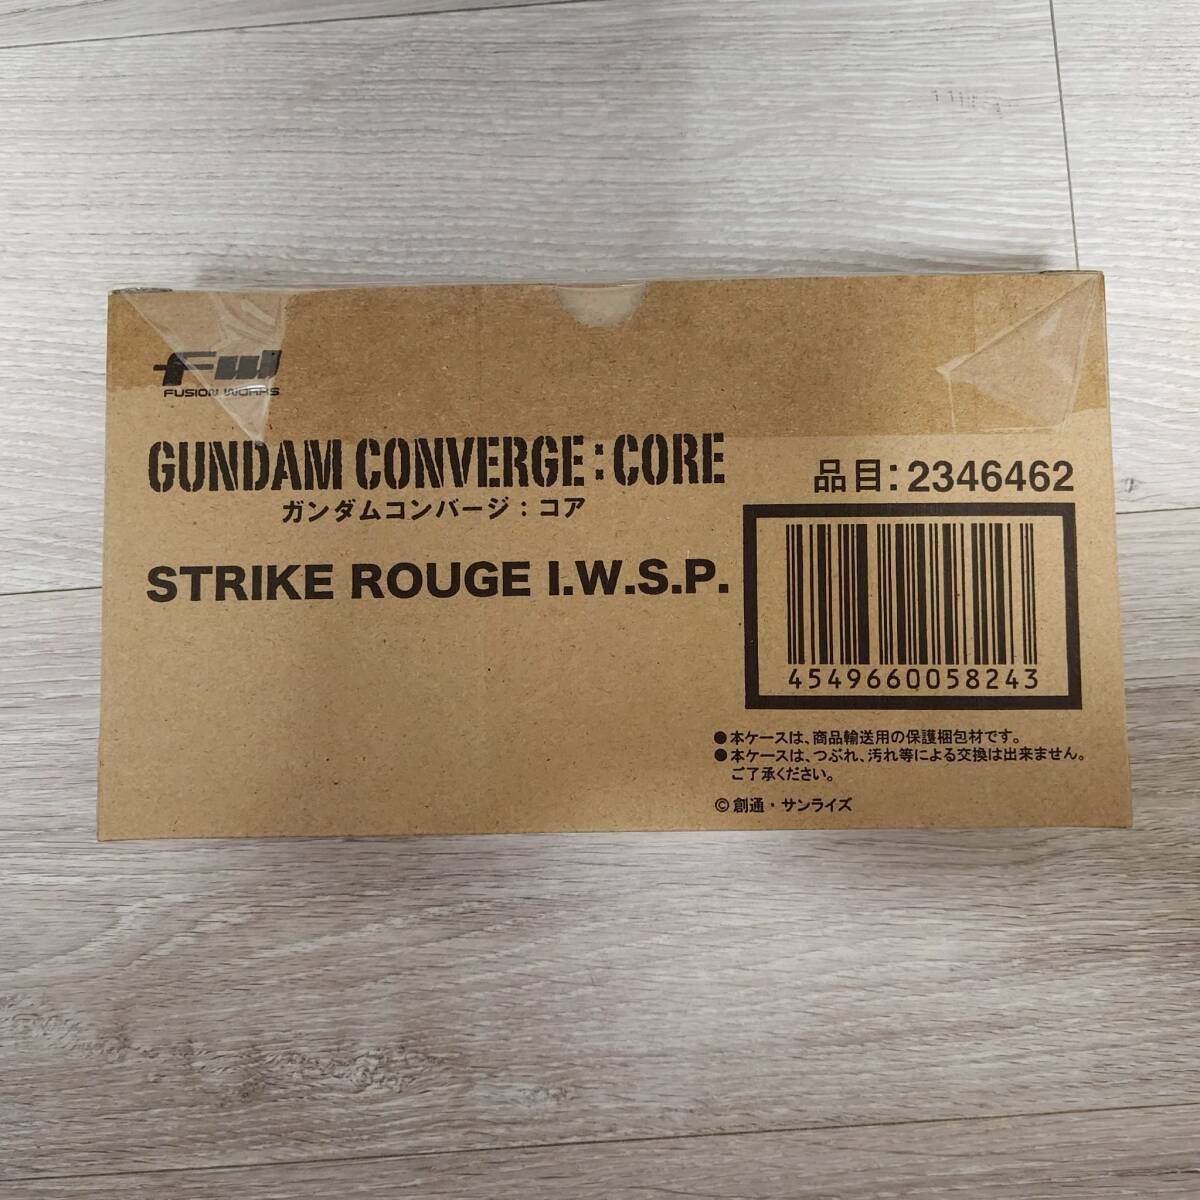 FW
FUSION WORKS
GUNDAM CONVERGE:CORE
ガンダムコンバージ:コア
STRIKE ROUGE I.W.S.P.
品目:2346462
4549660058243
●本ケースは、商品輸送用の保護梱包材です。
●本ケースは、つぶれ、汚れ等による交換は出来ません。
ご了承ください。
©創通・サンライズ